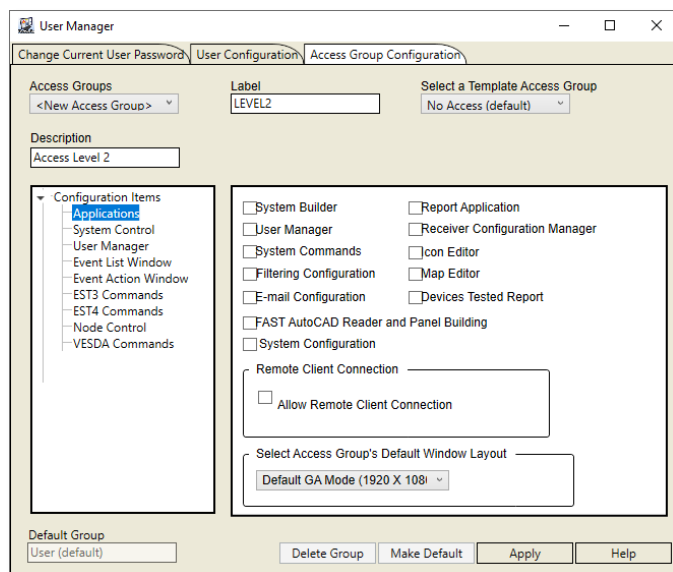 User Manager
Change Current User Password User Configuration Access Group Configuration
Access Groups Label Select a Template Access Group
<New Access Group> LEVEL2 No Access (default)
Description
Access Level 2
Configuration Items
Applications
System Control
User Manager
Event List Window
Event Action Window
EST3 Commands
EST4 Commands
Node Control
VESDA Commands
System Builder Report Application
User Manager Receiver Configuration Manager
System Commands Icon Editor
Filtering Configuration Map Editor
E-mail Configuration Devices Tested Report
FAST AutoCAD Reader and Panel Building
System Configuration
Remote Client Connection
Allow Remote Client Connection
Select Access Group's Default Window Layout
Default GA Mode (1920 X 108
Default Group
User (default) Delete Group Make Default Apply Help